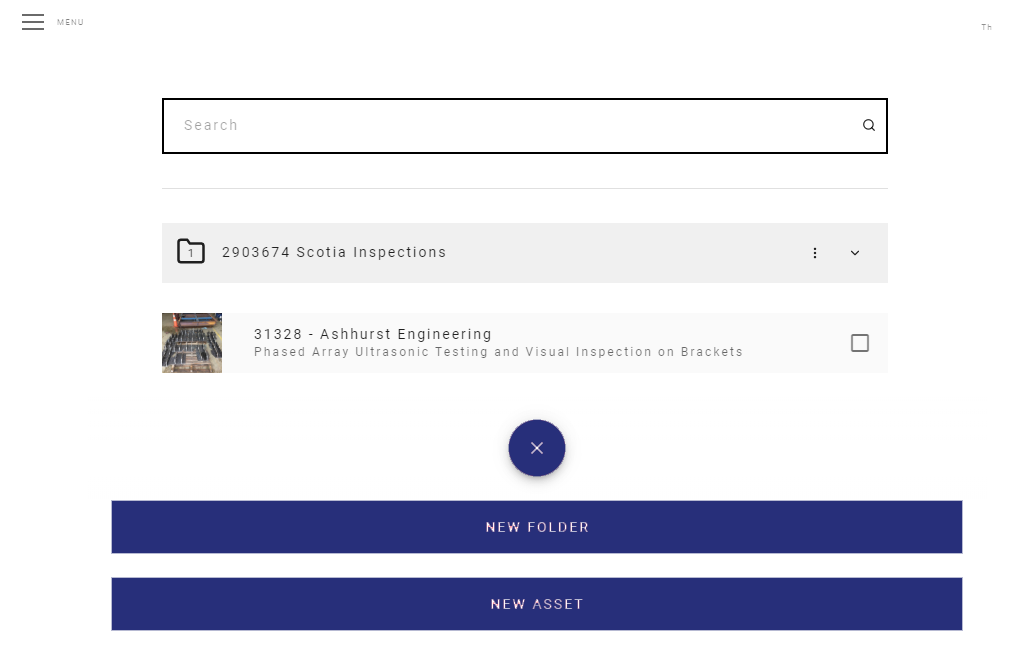 MENU
Th
Search
1
2903674 Scotia Inspections
31328 - Ashhurst Engineering
Phased Array Ultrasonic Testing and Visual Inspection on Brackets
NEW FOLDER
NEW ASSET